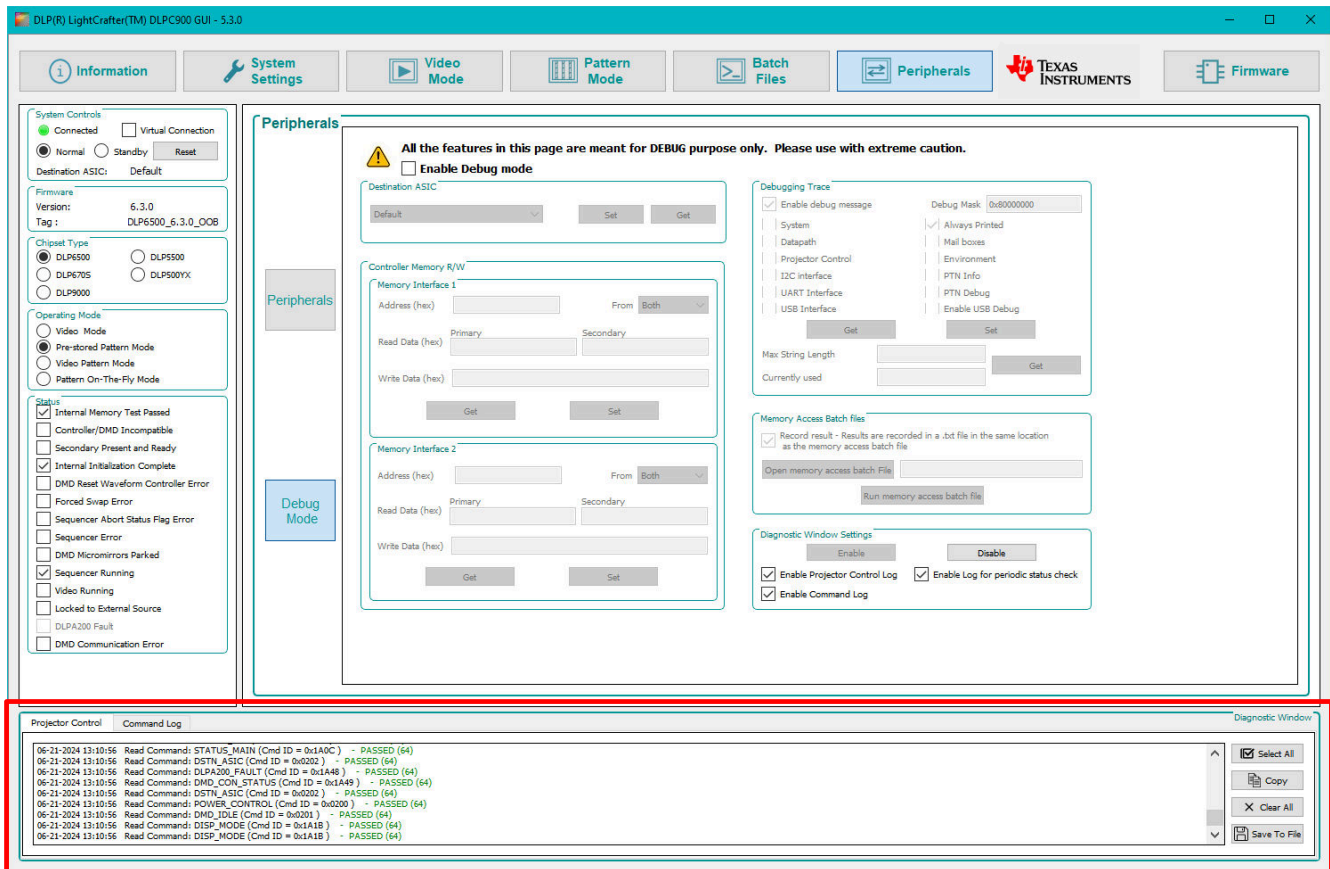 DLP(R) LightCrafter(TM) DLPC900 GUI - 5.3.0
Information
System Settings
Video Mode
Pattern Mode
Batch Files
Peripherals
TEXAS INSTRUMENTS
Firmware
System Controls
Connected
Virtual Connection
Normal
Standby
Reset
Destination ASIC: Default
Firmware
Version: 6.3.0
Tag : DLP6500_6.3.0_OOB
Chipset Type
DLP6500
DLP5500
DLP670S
DLP500YX
DLP9000
Operating Mode
Video Mode
Pre-stored Pattern Mode
Video Pattern Mode
Pattern On-The-Fly Mode
Status
Internal Memory Test Passed
Controller/DMD Incompatible
Secondary Present and Ready
Internal Initialization Complete
DMD Reset Waveform Controller Error
Forced Swap Error
Sequencer Abort Status Flag Error
Sequencer Error
DMD Micromirrors Parked
Sequencer Running
Video Running
Locked to External Source
DLPA200 Fault
DMD Communication Error
Peripherals
Peripherals
Debug
Mode
All the features in this page are meant for DEBUG purpose only. Please use with extreme caution.
Enable Debug mode
Destination ASIC
Default
Set
Get
Controller Memory R/W
Memory Interface 1
Address (hex)
From Both
Primary
Secondary
Read Data (hex)
Write Data (hex)
Get
Set
Memory Interface 2
Address (hex)
From Both
Primary
Secondary
Read Data (hex)
Write Data (hex)
Get
Set
Debugging Trace
Enable debug message
Debug Mask 0x80000000
System
Always Printed
Datapath
Mail boxes
Projector Control
Environment
I2C interface
PTN Info
UART Interface
PTN Debug
USB Interface
Enable USB Debug
Get
Set
Max String Length
Get
Currently used
Memory Access Batch files
Record result - Results are recorded in a .txt file in the same location
as the memory access batch file
Open memory access batch File
Run memory access batch file
Diagnostic Window Settings
Enable
Disable
Enable Projector Control Log
Enable Log for periodic status check
Enable Command Log
Projector Control
Command Log
Diagnostic Window
06-21-2024 13:10:56 Read Command: STATUS_MAIN (Cmd ID = 0x1A0C ) - PASSED (64)
06-21-2024 13:10:56 Read Command: DSTN_ASIC (Cmd ID = 0x0202 ) - PASSED (64)
06-21-2024 13:10:56 Read Command: DLPA200_FAULT (Cmd ID = 0x1A48 ) - PASSED (64)
06-21-2024 13:10:56 Read Command: DMD_CON_STATUS (Cmd ID = 0x1A49 ) - PASSED (64)
06-21-2024 13:10:56 Read Command: DSTN_ASIC (Cmd ID = 0x0202 ) - PASSED (64)
06-21-2024 13:10:56 Read Command: POWER_CONTROL (Cmd ID = 0x0200 ) - PASSED (64)
06-21-2024 13:10:56 Read Command: DMD_IDLE (Cmd ID = 0x0201 ) - PASSED (64)
06-21-2024 13:10:56 Read Command: DISP_MODE (Cmd ID = 0x1A1B ) - PASSED (64)
06-21-2024 13:10:56 Read Command: DISP_MODE (Cmd ID = 0x1A1B ) - PASSED (64)
Select All
Copy
Clear All
Save To File